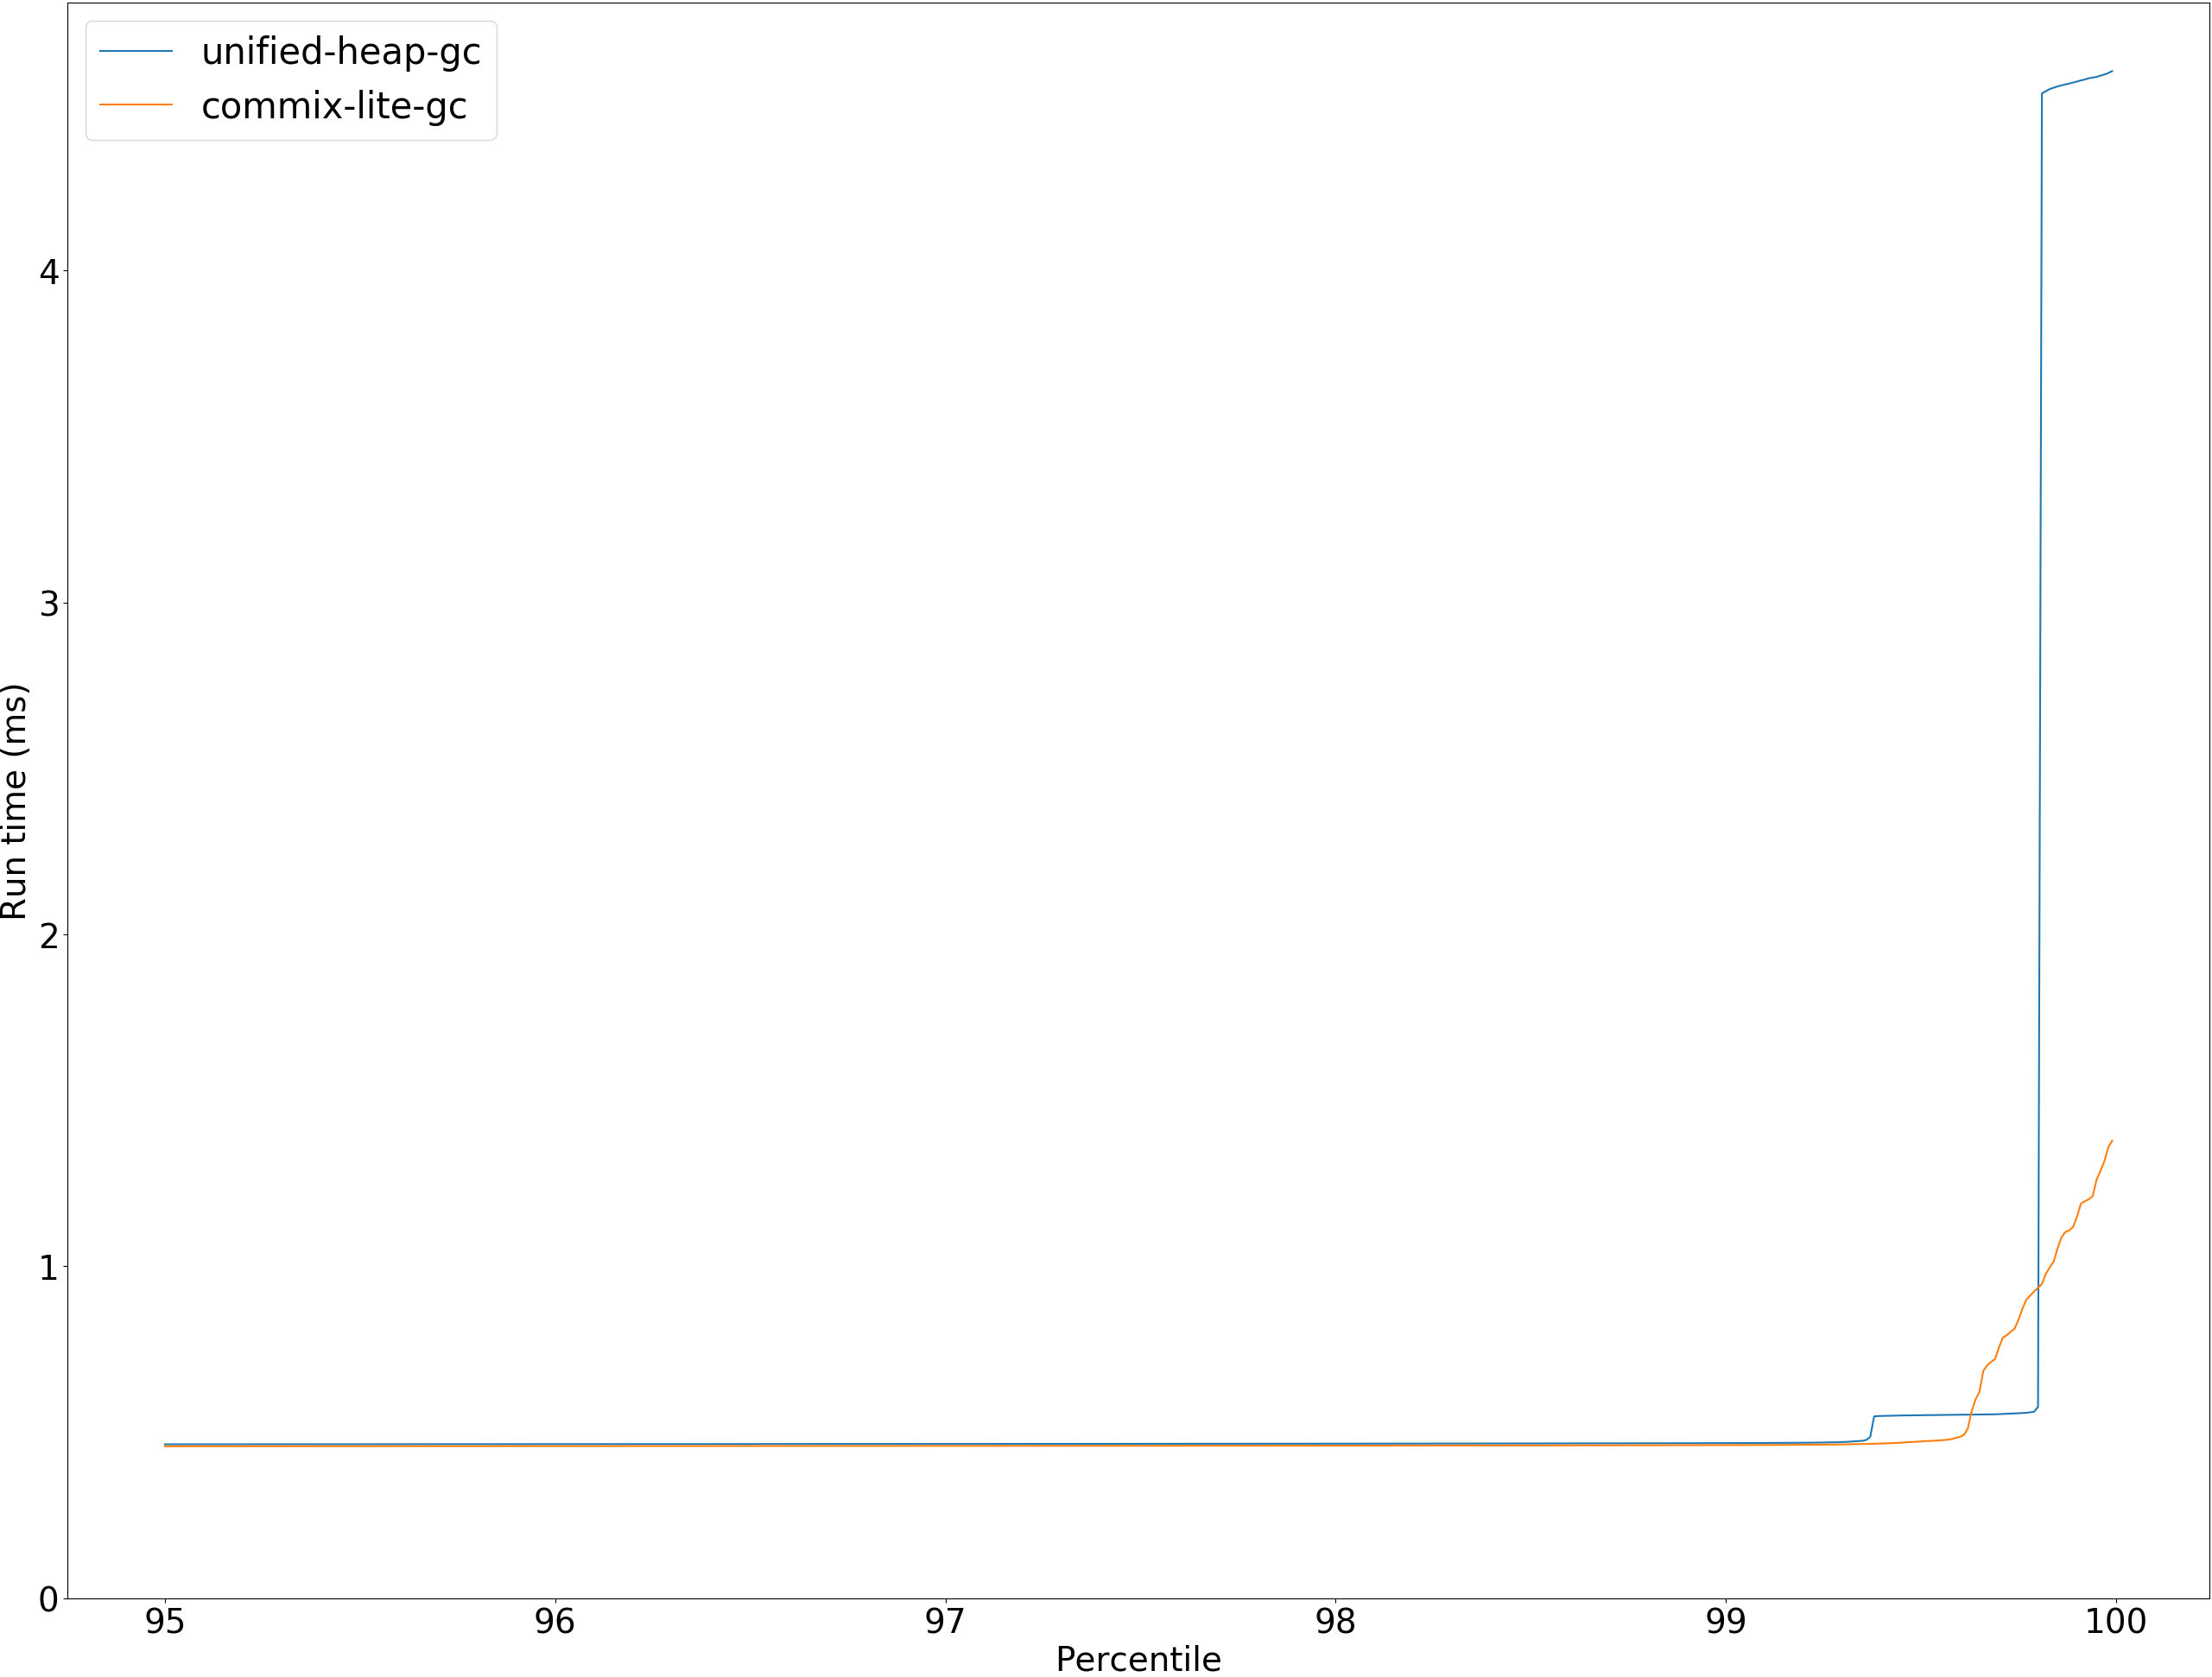 unified-heap-gc
commix-lite-gc
Run time (ms)
4
3
2
1
0
95 96 97 98 99 100
Percentile